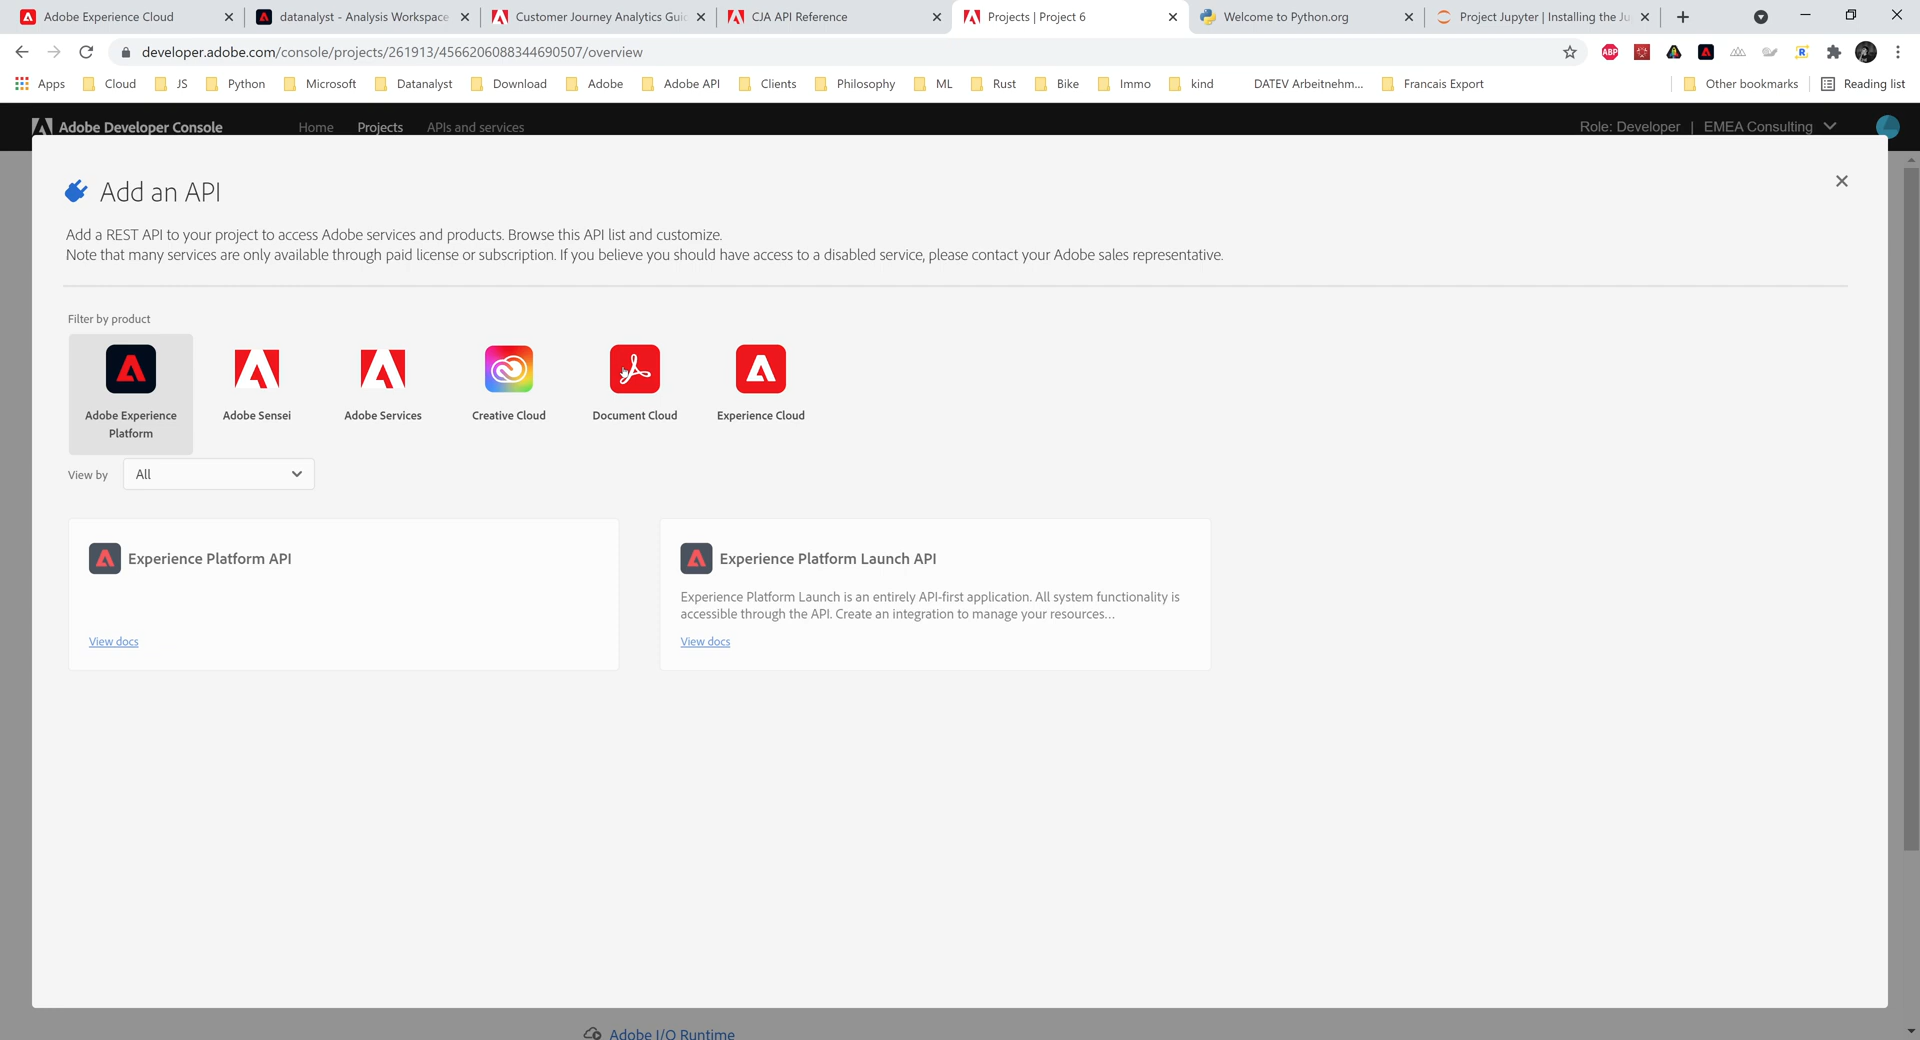 Adobe Experience Cloud
datanalyst - Analysis Workspace
Customer Journey Analytics Gui
CJA API Reference
Projects | Project 6
Welcome to Python.org
Project Jupyter | Installing the Ju
developer.adobe.com/console/projects/261913/4566206088344690507/overview
ABP
Apps
Cloud
JS
Python
Microsoft
Datanalyst
Download
Adobe
Adobe API
Clients
Philosophy
ML
Rust
Bike
Immo
kind
DATEV Arbeitnehm...
Francais Export
Other bookmarks
Reading list
Adobe Developer Console
Home
Projects
APIs and services
Role: Developer | EMEA Consulting
Add an API
Add a REST API to your project to access Adobe services and products. Browse this API list and customize.
Note that many services are only available through paid license or subscription. If you believe you should have access to a disabled service, please contact your Adobe sales representative.
Filter by product
Adobe Experience
Platform
Adobe Sensei
Adobe Services
Creative Cloud
Document Cloud
Experience Cloud
View by
All
Experience Platform API
View docs
Experience Platform Launch API
Experience Platform Launch is an entirely API-first application. All system functionality is
accessible through the API. Create an integration to manage your resources...
View docs
Adobe I/O Runtime